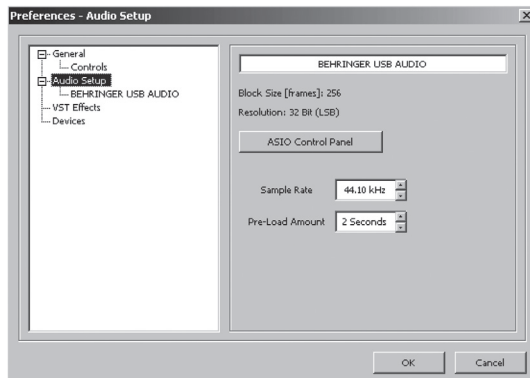 Preferences - Audio Setup
General
Controls
Audio Setup
BEHRINGER USB AUDIO
VST Effects
Devices
BEHRINGER USB AUDIO
Block Size [frames]: 256
Resolution: 32 Bit (LSB)
ASIO Control Panel
Sample Rate 44.10 kHz
Pre-Load Amount 2 Seconds
OK Cancel